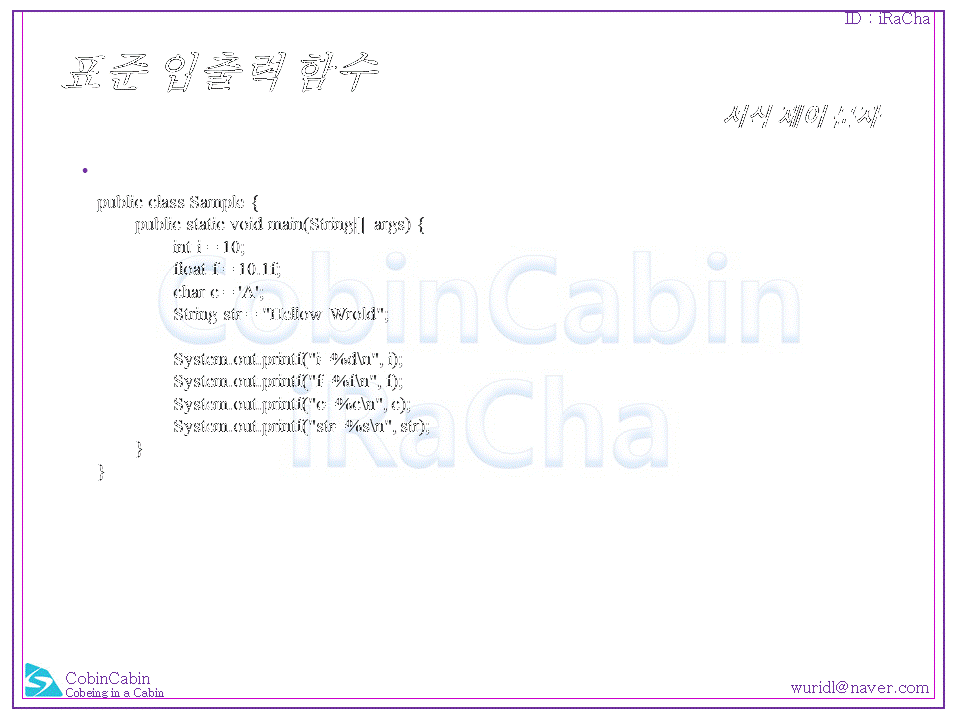 ID : iRaCha
표준 입출력 함수
서식 제어 문자
•
public class Sample {
public static void main(String[] args) {
int i = 10;
float f = 10.1f;
char c = 'A';
String str = "Hellow Wrold";
System.out.printf("i=%d\n", i);
System.out.printf("f=%f\n", f);
System.out.printf("c=%c\n", c);
System.out.printf("str=%s\n", str);
}
}
CobinCabin
iRaCha
CobinCabin
Cobeing in a Cabin
wuridl@naver.com